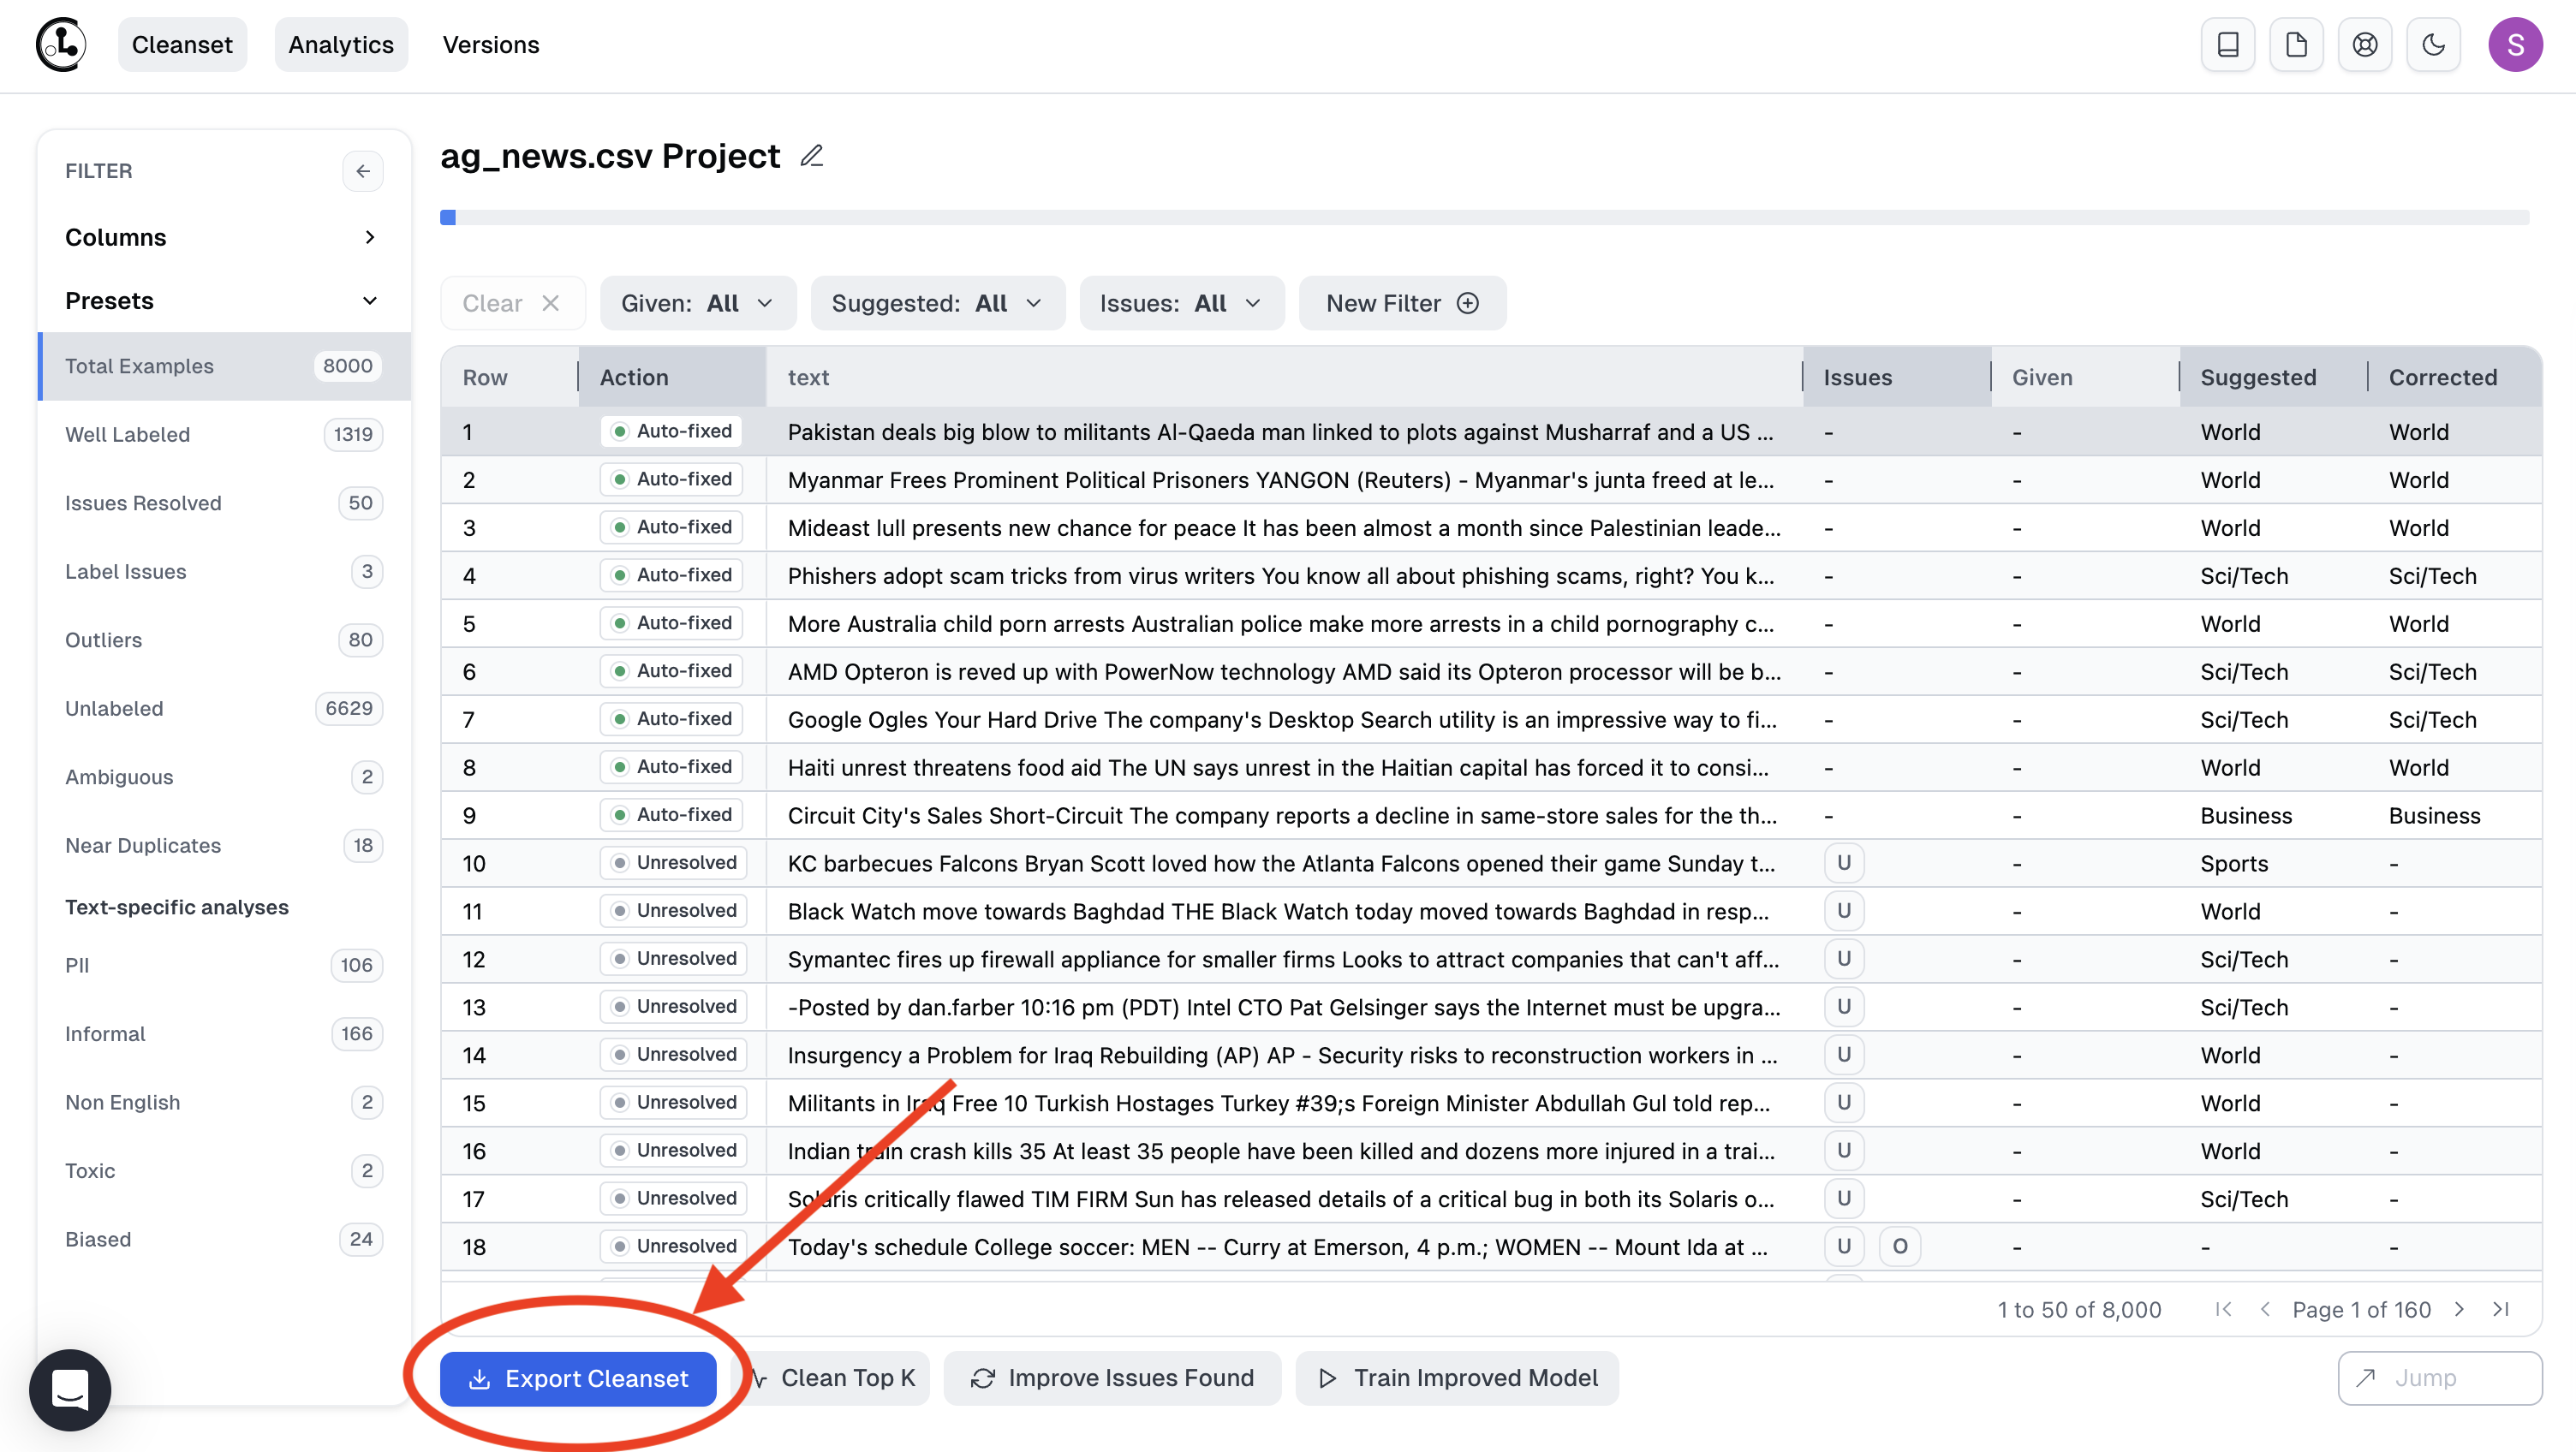 Cleanset Analytics Versions S
FILTER
Columns
Presets
Total Examples 8000
Well Labeled 1319
Issues Resolved 50
Label Issues 3
Outliers 80
Unlabeled 6629
Ambiguous 2
Near Duplicates 18
Text-specific analyses
PII 106
Informal 166
Non English 2
Toxic 2
Biased 24
ag_news.csv Project
Clear Given: All Suggested: All Issues: All New Filter
Row Action text Issues Given Suggested Corrected
1 Auto-fixed Pakistan deals big blow to militants Al-Qaeda man linked to plots against Musharraf and a US ... - - World World
2 Auto-fixed Myanmar Frees Prominent Political Prisoners YANGON (Reuters) - Myanmar's junta freed at le... - - World World
3 Auto-fixed Mideast lull presents new chance for peace It has been almost a month since Palestinian leade... - - World World
4 Auto-fixed Phishers adopt scam tricks from virus writers You know all about phishing scams, right? You k... - - Sci/Tech Sci/Tech
5 Auto-fixed More Australia child porn arrests Australian police make more arrests in a child pornography c... - - World World
6 Auto-fixed AMD Opteron is reved up with PowerNow technology AMD said its Opteron processor will be b... - - Sci/Tech Sci/Tech
7 Auto-fixed Google Ogles Your Hard Drive The company's Desktop Search utility is an impressive way to fi... - - Sci/Tech Sci/Tech
8 Auto-fixed Haiti unrest threatens food aid The UN says unrest in the Haitian capital has forced it to consi... - - World World
9 Auto-fixed Circuit City's Sales Short-Circuit The company reports a decline in same-store sales for the th... - - Business Business
10 Unresolved KC barbecues Falcons Bryan Scott loved how the Atlanta Falcons opened their game Sunday t... U - Sports -
11 Unresolved Black Watch move towards Baghdad THE Black Watch today moved towards Baghdad in resp... U - World -
12 Unresolved Symantec fires up firewall appliance for smaller firms Looks to attract companies that can't aff... U - Sci/Tech -
13 Unresolved -Posted by dan.farber 10:16 pm (PDT) Intel CTO Pat Gelsinger says the Internet must be upgra... U - Sci/Tech -
14 Unresolved Insurgency a Problem for Iraq Rebuilding (AP) AP - Security risks to reconstruction workers in ... U - World -
15 Unresolved Militants in Iraq Free 10 Turkish Hostages Turkey #39;s Foreign Minister Abdullah Gul told rep... U - World -
16 Unresolved Indian train crash kills 35 At least 35 people have been killed and dozens more injured in a trai... U - World -
17 Unresolved Solaris critically flawed TIM FIRM Sun has released details of a critical bug in both its Solaris o... U - Sci/Tech -
18 Unresolved Today's schedule College soccer: MEN -- Curry at Emerson, 4 p.m.; WOMEN -- Mount Ida at ... U O - - -
1 to 50 of 8,000 Page 1 of 160
Export Cleanset Clean Top K Improve Issues Found Train Improved Model Jump